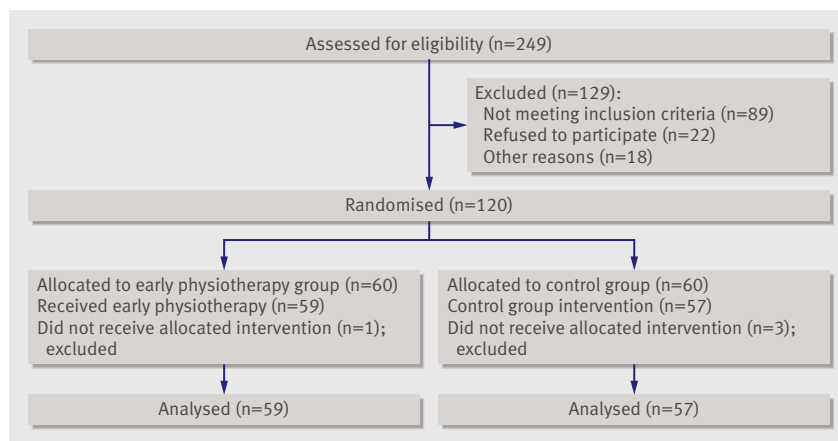 Assessed for eligibility (n=249)
Excluded (n=129):
Not meeting inclusion criteria (n=89)
Refused to participate (n=22)
Other reasons (n=18)
Randomised (n=120)
Allocated to early physiotherapy group (n=60)
Received early physiotherapy (n=59)
Did not receive allocated intervention (n=1);
excluded
Allocated to control group (n=60)
Control group intervention (n=57)
Did not receive allocated intervention (n=3);
excluded
Analysed (n=59)
Analysed (n=57)